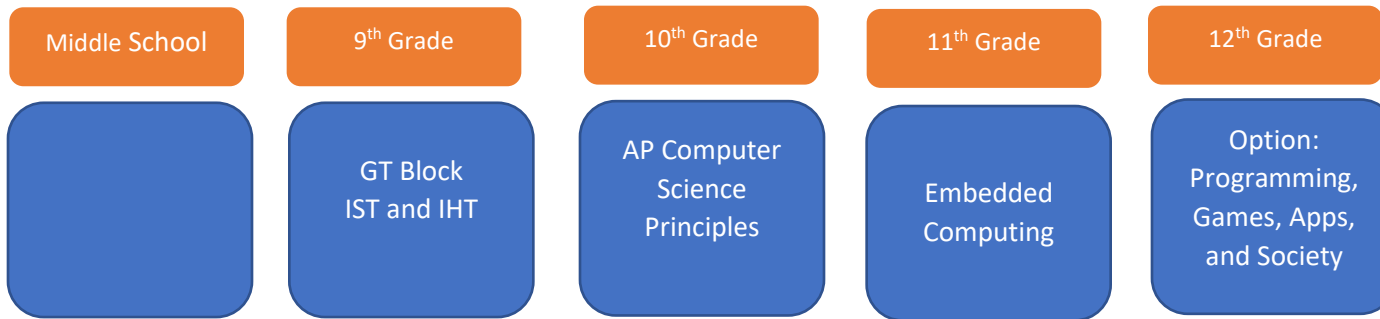 Middle School
9th Grade
10th Grade
11th Grade
12th Grade
GT Block
IST and IHT
AP Computer
Science
Principles
Embedded
Computing
Option:
Programming,
Games, Apps,
and Society